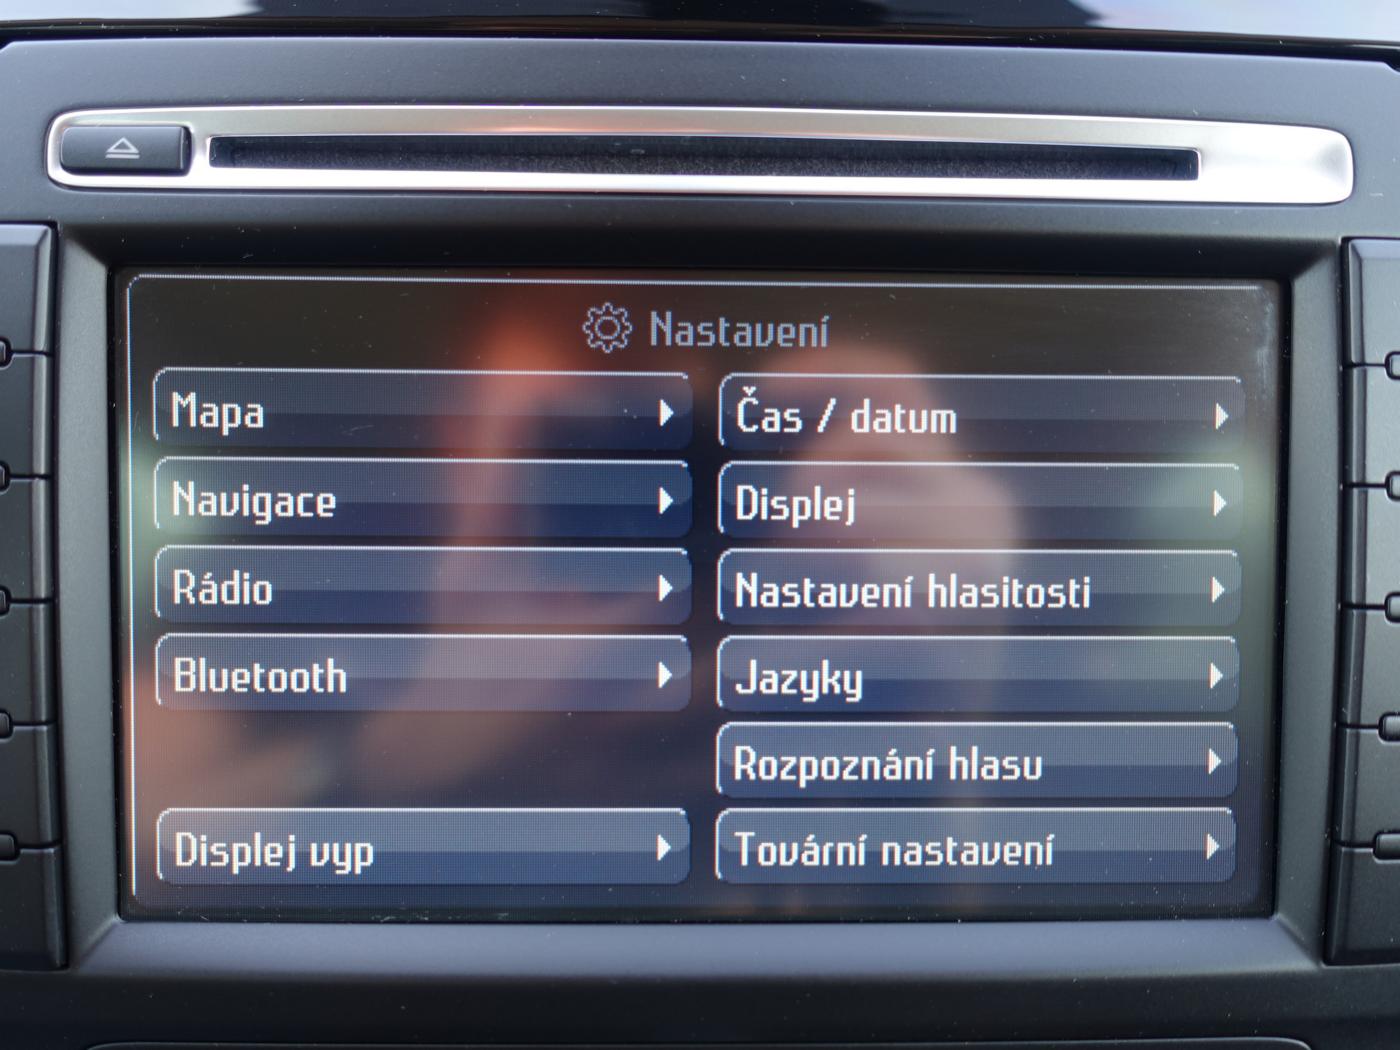 Nastavení
Mapa
Čas / datum
Navigace
Displej
Rádio
Nastavení hlasitosti
Bluetooth
Jazyky
Rozpoznání hlasu
Displej vyp
Tovární nastavení